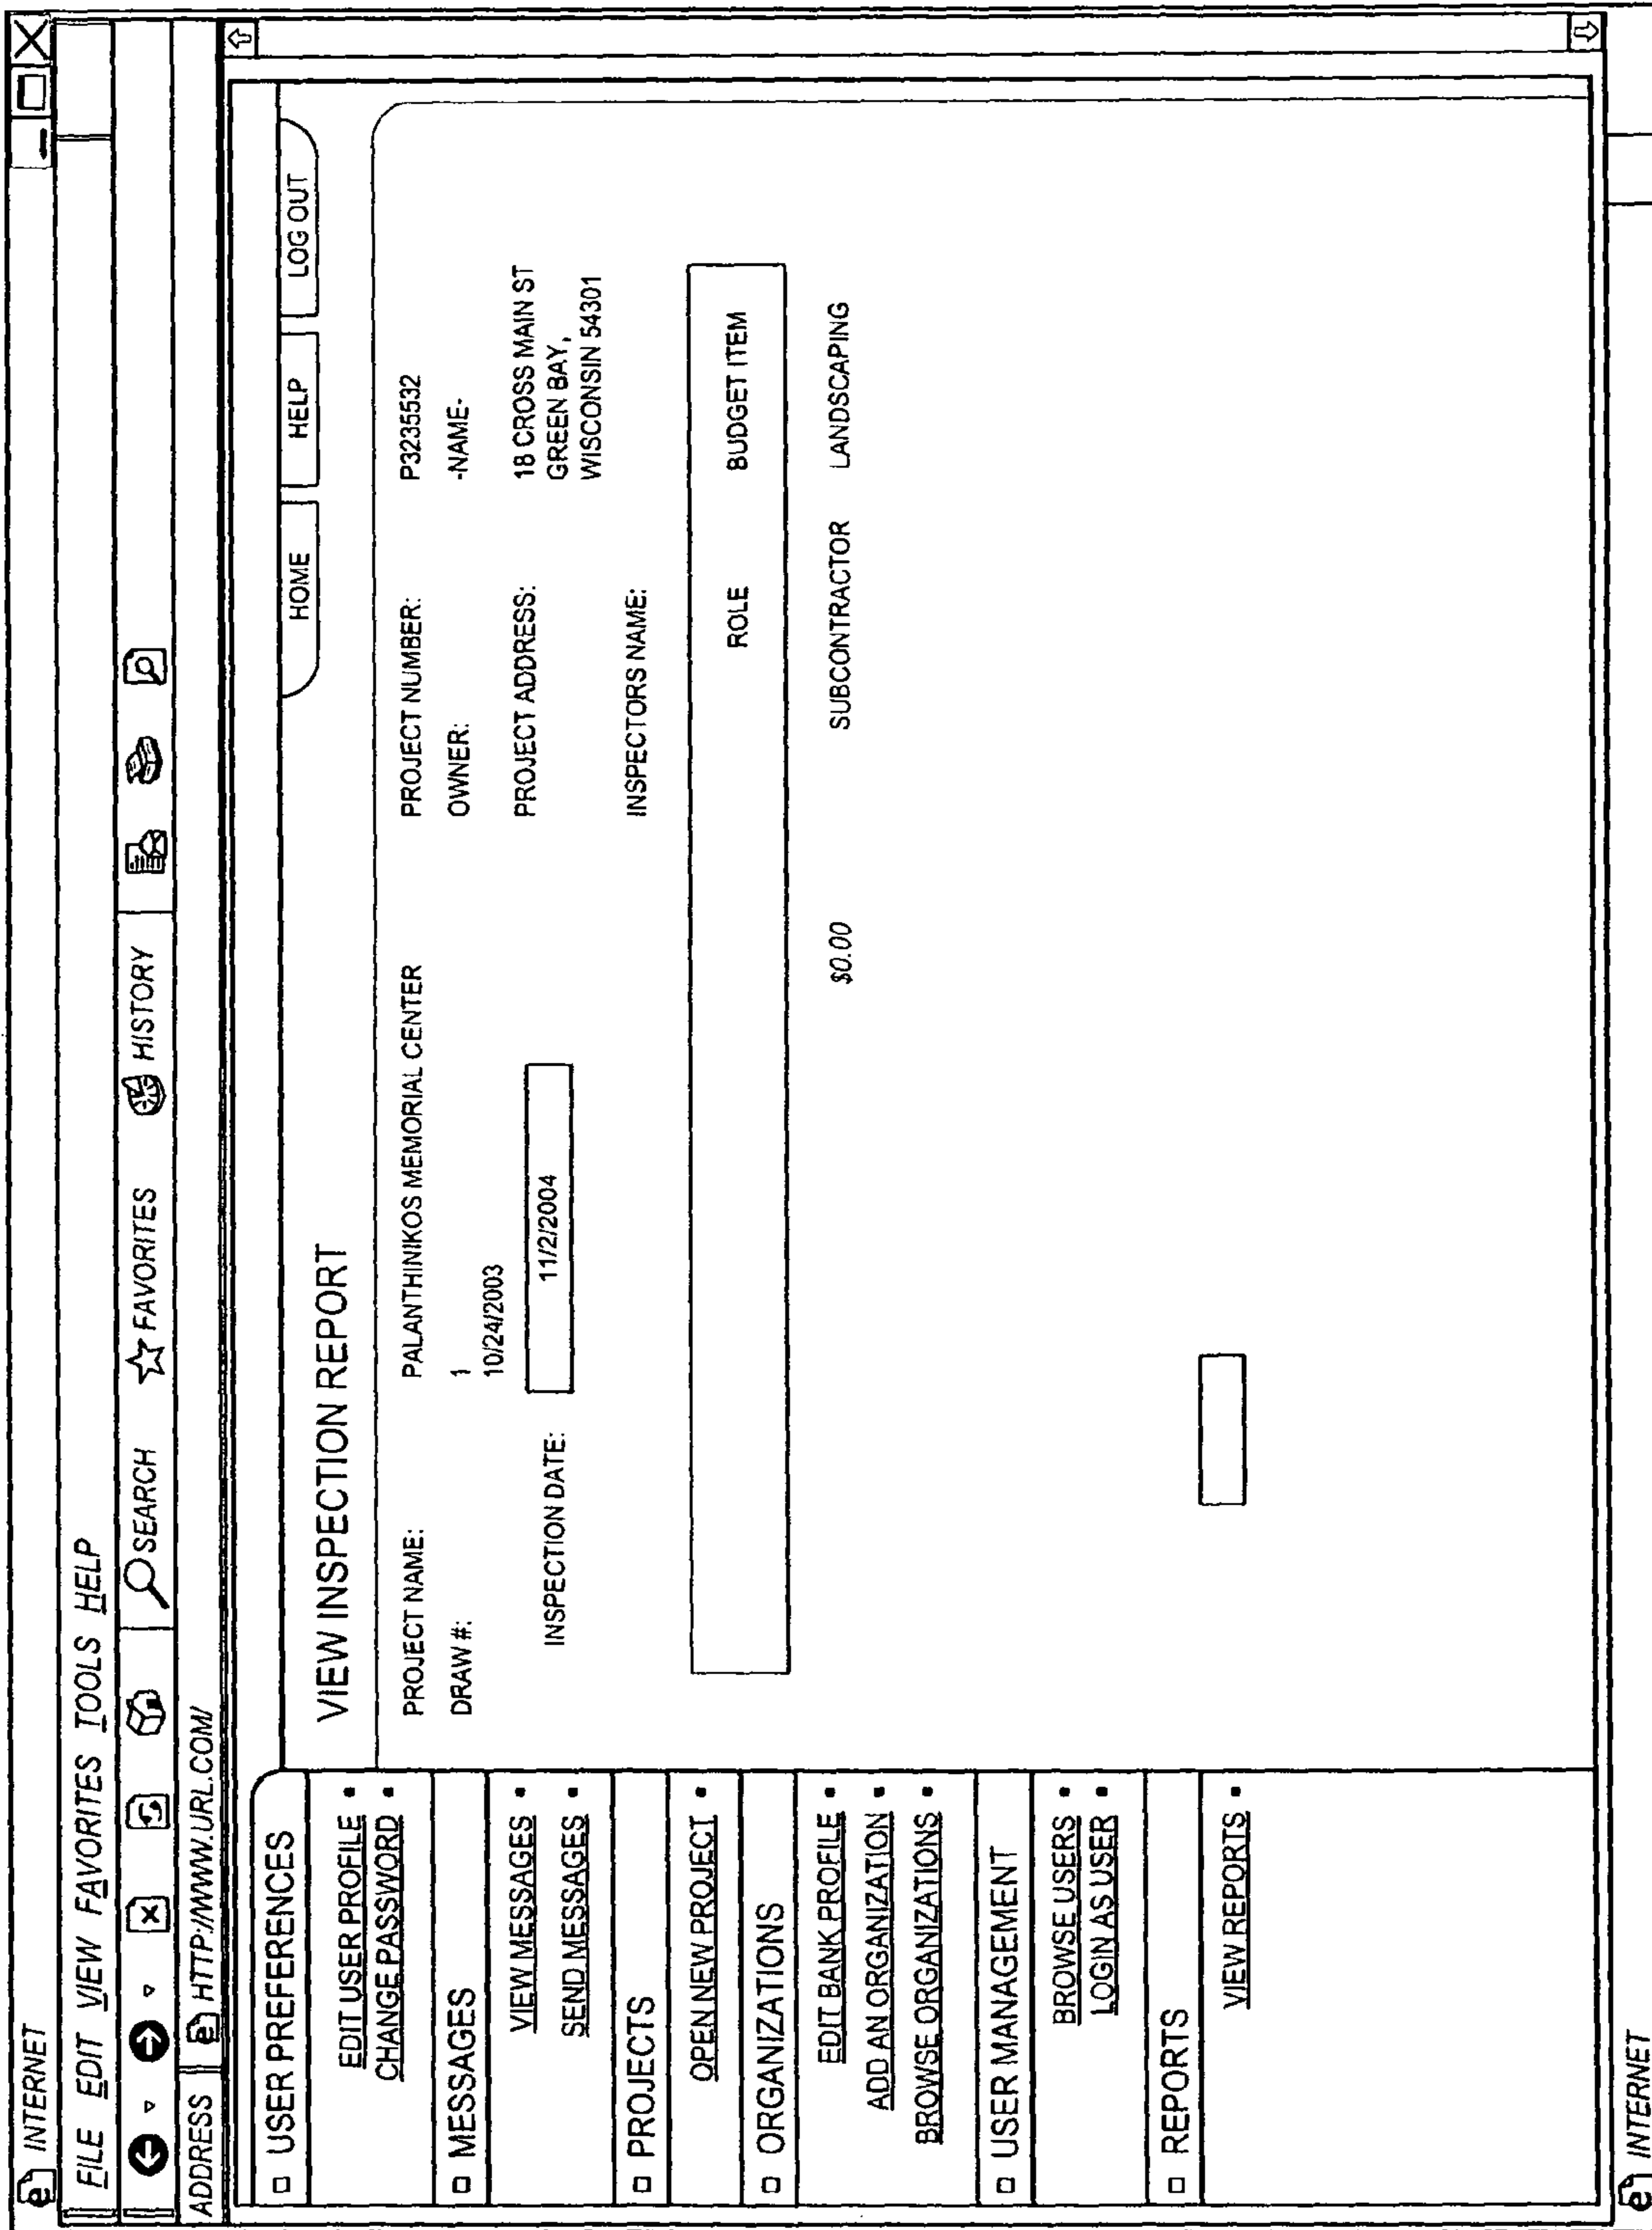 INTERNET
FILE EDIT VIEW FAVORITES TOOLS HELP
SEARCH FAVORITES HISTORY
ADDRESS HTTP://WWW.URL.COM/
USER PREFERENCES
EDIT USER PROFILE
CHANGE PASSWORD
MESSAGES
VIEW MESSAGES
SEND MESSAGES
PROJECTS
OPEN NEW PROJECT
ORGANIZATIONS
EDIT BANK PROFILE
ADD AN ORGANIZATION
BROWSE ORGANIZATIONS
USER MANAGEMENT
BROWSE USERS
LOGIN AS USER
REPORTS
VIEW REPORTS
HOME HELP LOG OUT
VIEW INSPECTION REPORT
PROJECT NAME: PALANTHINIKOS MEMORIAL CENTER PROJECT NUMBER: P3235532
DRAW #: 1 OWNER: -NAME-
10/24/2003
INSPECTION DATE: 11/2/2004 PROJECT ADDRESS: 18 CROSS MAIN ST
GREEN BAY,
WISCONSIN 54301
INSPECTORS NAME:
ROLE BUDGET ITEM
$0.00 SUBCONTRACTOR LANDSCAPING
INTERNET